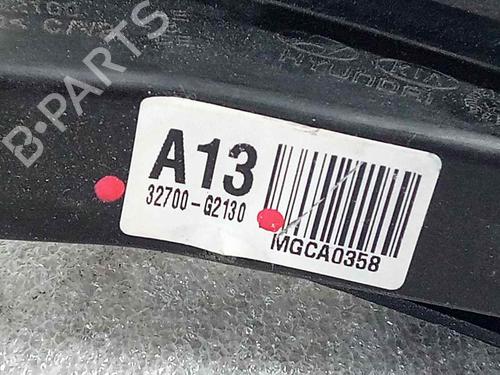 KIA
HYUNDAI
B-PARTS
A13
32700-G2130
MGCA0358